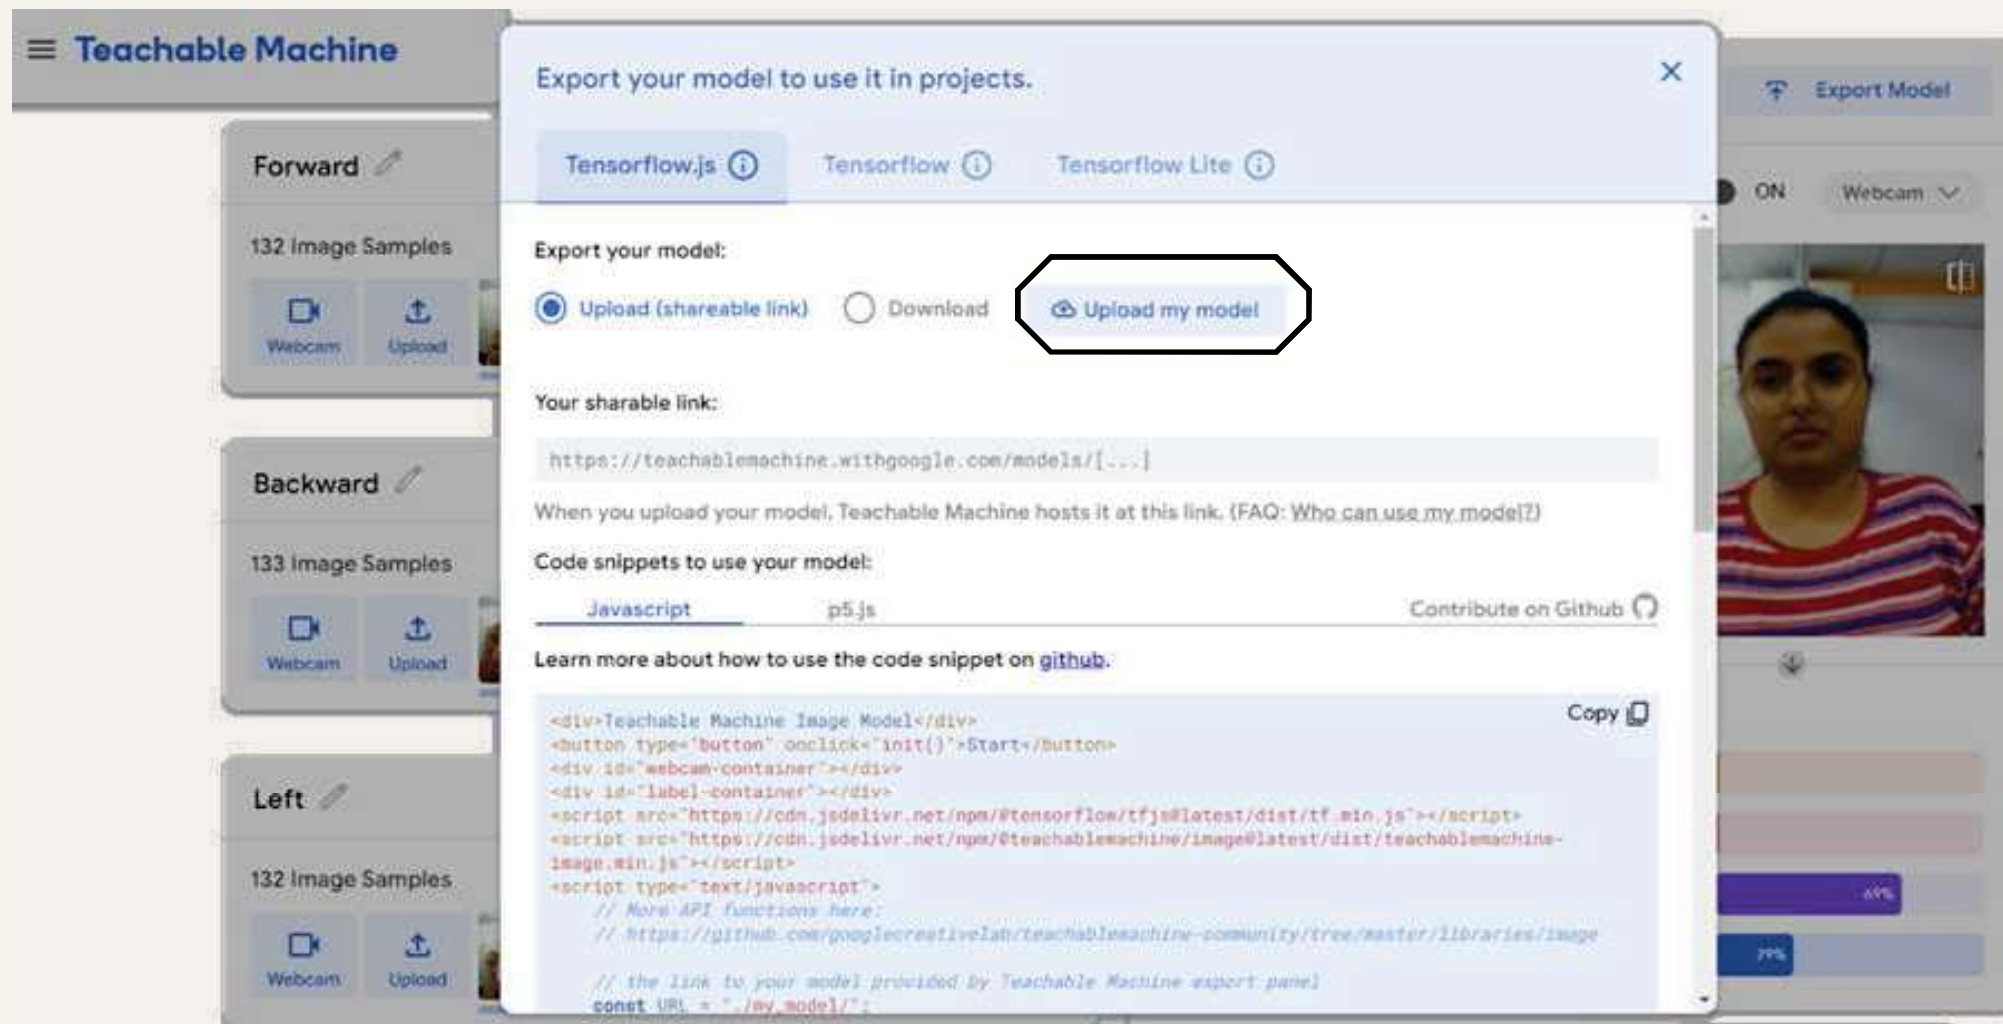 Teachable Machine
Export your model to use it in projects.
Export Model
Tensorflow.js
Tensorflow
Tensorflow Lite
ON
Webcam
Forward
132 Image Samples
Webcam
Upload
Export your model:
Upload (shareable link)
Download
Upload my model
Your sharable link:
https://teachablemachine.withgoogle.com/models/[...]
When you upload your model, Teachable Machine hosts it at this link. (FAQ: Who can use my model?)
Backward
133 Image Samples
Webcam
Upload
Code snippets to use your model:
Javascript
p5.js
Contribute on Github
Learn more about how to use the code snippet on github.
Copy
<div>Teachable Machine Image Model</div>
<button type="button" onclick="init()">Start</button>
<div id="webcam-container"></div>
<div id="label-container"></div>
<script src="https://cdn.jsdelivr.net/npm/@tensorflow/tfjs@latest/dist/tf.min.js"></script>
<script src="https://cdn.jsdelivr.net/npm/@teachablemachine/image@latest/dist/teachablemachine-
image.min.js"></script>
<script type="text/javascript">
// More API functions here:
// https://github.com/googlecreativelab/teachablemachine-community/tree/master/libraries/image
// the link to your model provided by Teachable Machine export panel
const URL = "./my_model/";
Left
132 Image Samples
Webcam
Upload
69%